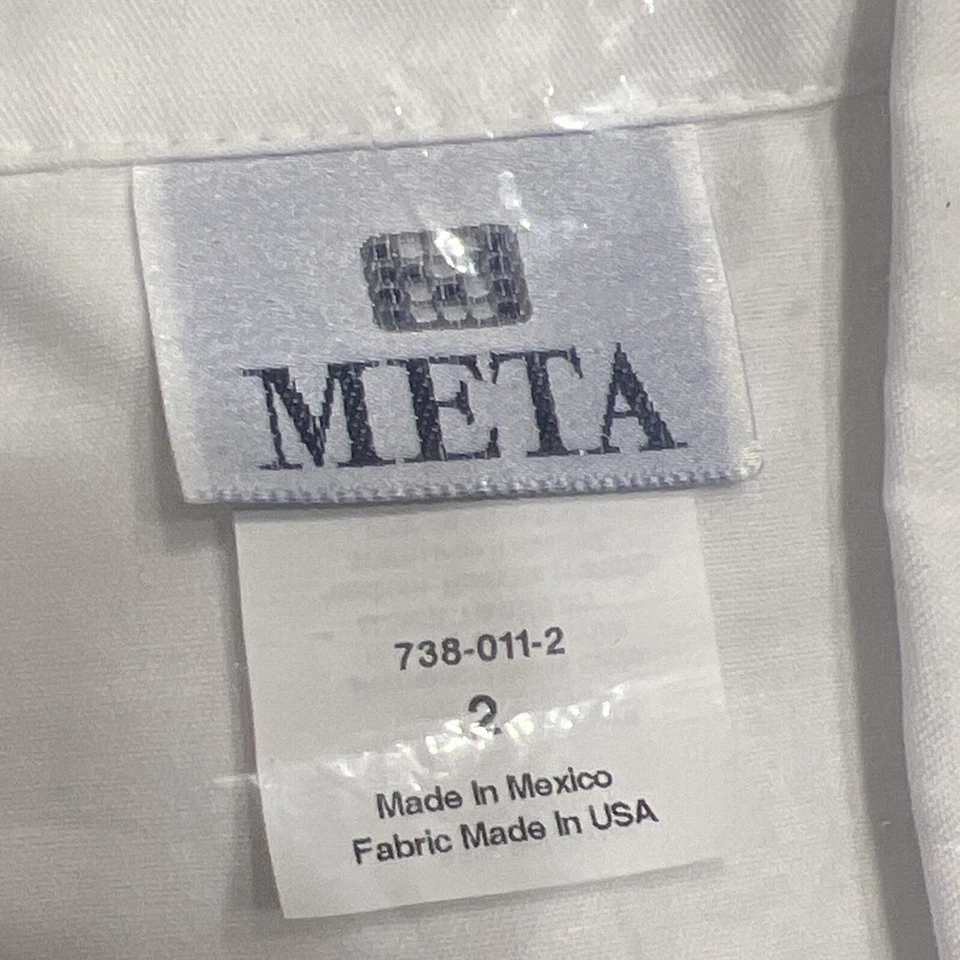 META
738-011-2
2
Made In Mexico
Fabric Made In USA